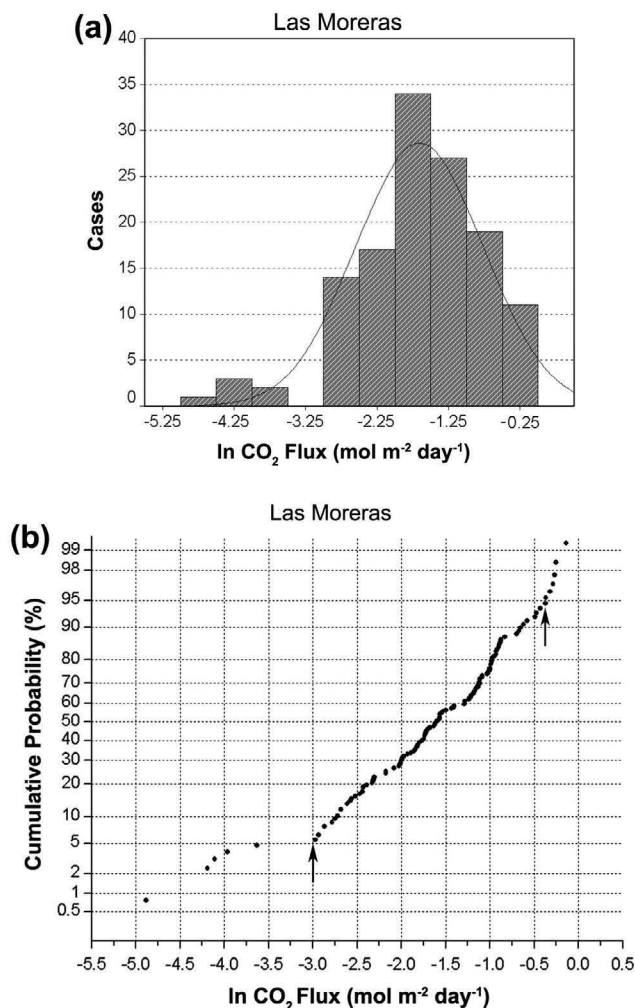 (a)
Las Moreras
40
35
30
25
20
15
10
5
0
Cases
-5.25 -4.25 -3.25 -2.25 -1.25 -0.25
ln CO₂ Flux (mol m⁻² day⁻¹)
(b)
Las Moreras
99
98
95
90
80
70
60
50
40
30
20
10
5
2
1
0.5
Cumulative Probability (%)
-5.5 -5.0 -4.5 -4.0 -3.5 -3.0 -2.5 -2.0 -1.5 -1.0 -0.5 0.0 0.5
ln CO₂ Flux (mol m⁻² day⁻¹)